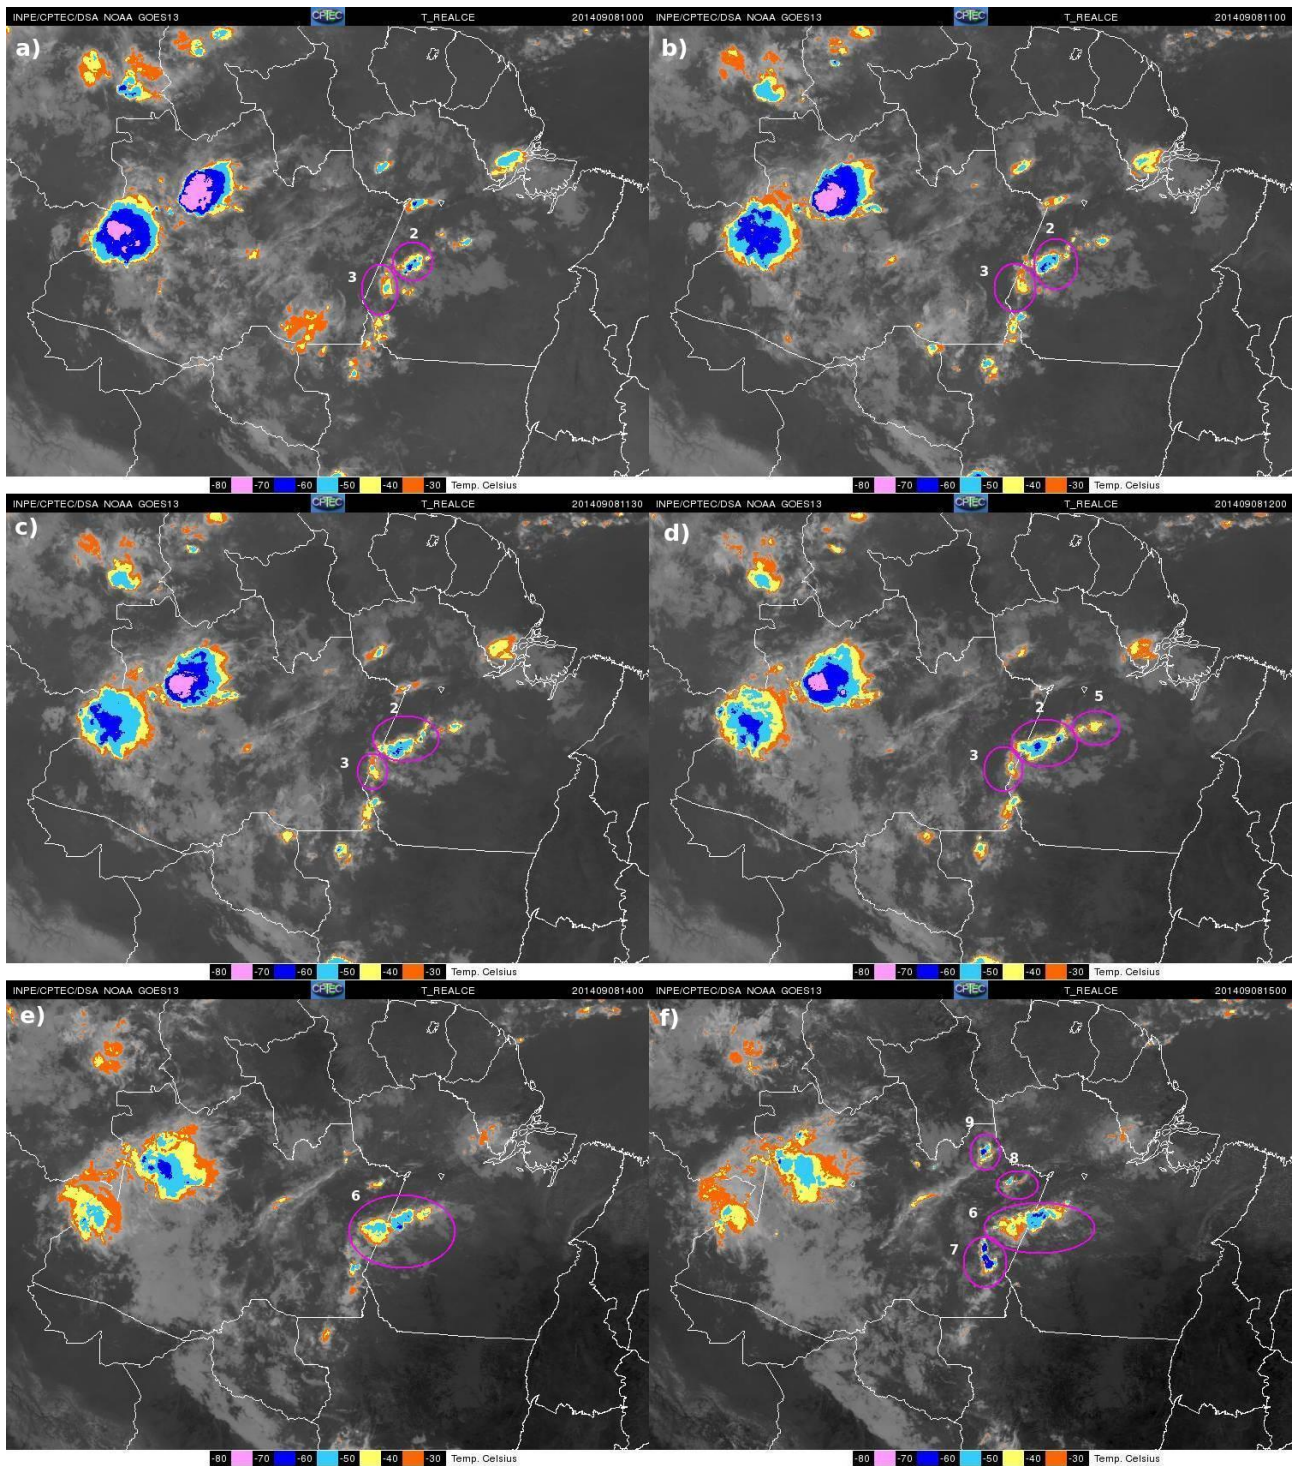 INPE/CPTEC/DSA NOAA GOES13 CPTEC T_REALCE 201409081000
a)
2
3
-80 -70 -60 -50 -40 -30 Temp. Celsius
INPE/CPTEC/DSA NOAA GOES13 CPTEC T_REALCE 201409081100
b)
2
3
-80 -70 -60 -50 -40 -30 Temp. Celsius
INPE/CPTEC/DSA NOAA GOES13 CPTEC T_REALCE 201409081130
c)
2
3
-80 -70 -60 -50 -40 -30 Temp. Celsius
INPE/CPTEC/DSA NOAA GOES13 CPTEC T_REALCE 201409081200
d)
5
2
3
-80 -70 -60 -50 -40 -30 Temp. Celsius
INPE/CPTEC/DSA NOAA GOES13 CPTEC T_REALCE 201409081400
e)
6
-80 -70 -60 -50 -40 -30 Temp. Celsius
INPE/CPTEC/DSA NOAA GOES13 CPTEC T_REALCE 201409081500
f)
9
8
6
7
-80 -70 -60 -50 -40 -30 Temp. Celsius